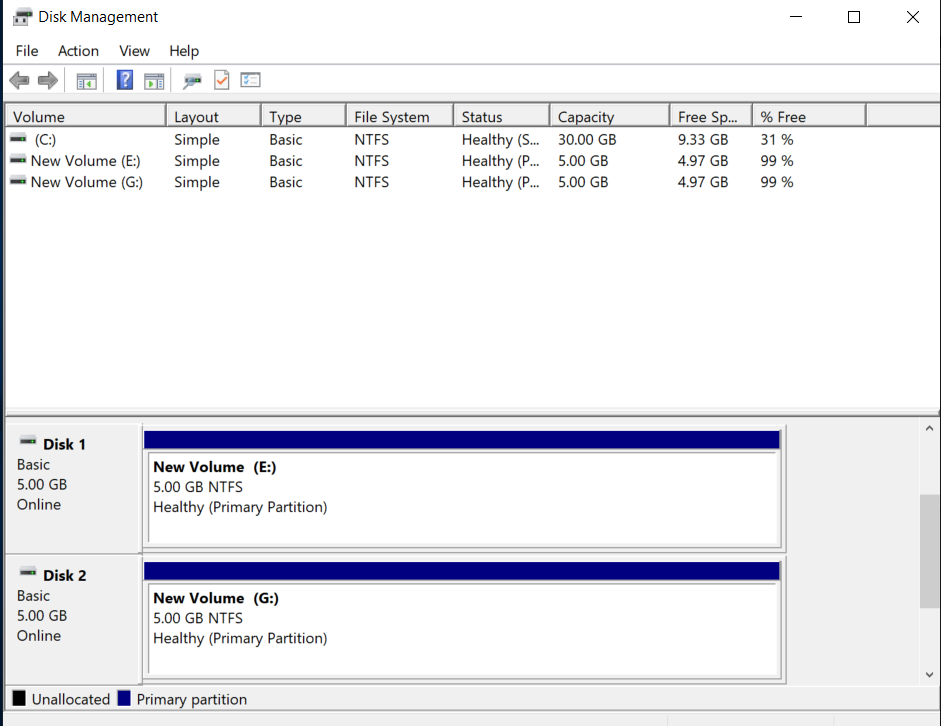 Disk Management
File Action View Help
Volume Layout Type File System Status Capacity Free Sp... % Free
(C:) Simple Basic NTFS Healthy (S... 30.00 GB 9.33 GB 31 %
New Volume (E:) Simple Basic NTFS Healthy (P... 5.00 GB 4.97 GB 99 %
New Volume (G:) Simple Basic NTFS Healthy (P... 5.00 GB 4.97 GB 99 %
Disk 1
Basic
5.00 GB
Online
New Volume (E:)
5.00 GB NTFS
Healthy (Primary Partition)
Disk 2
Basic
5.00 GB
Online
New Volume (G:)
5.00 GB NTFS
Healthy (Primary Partition)
Unallocated Primary partition